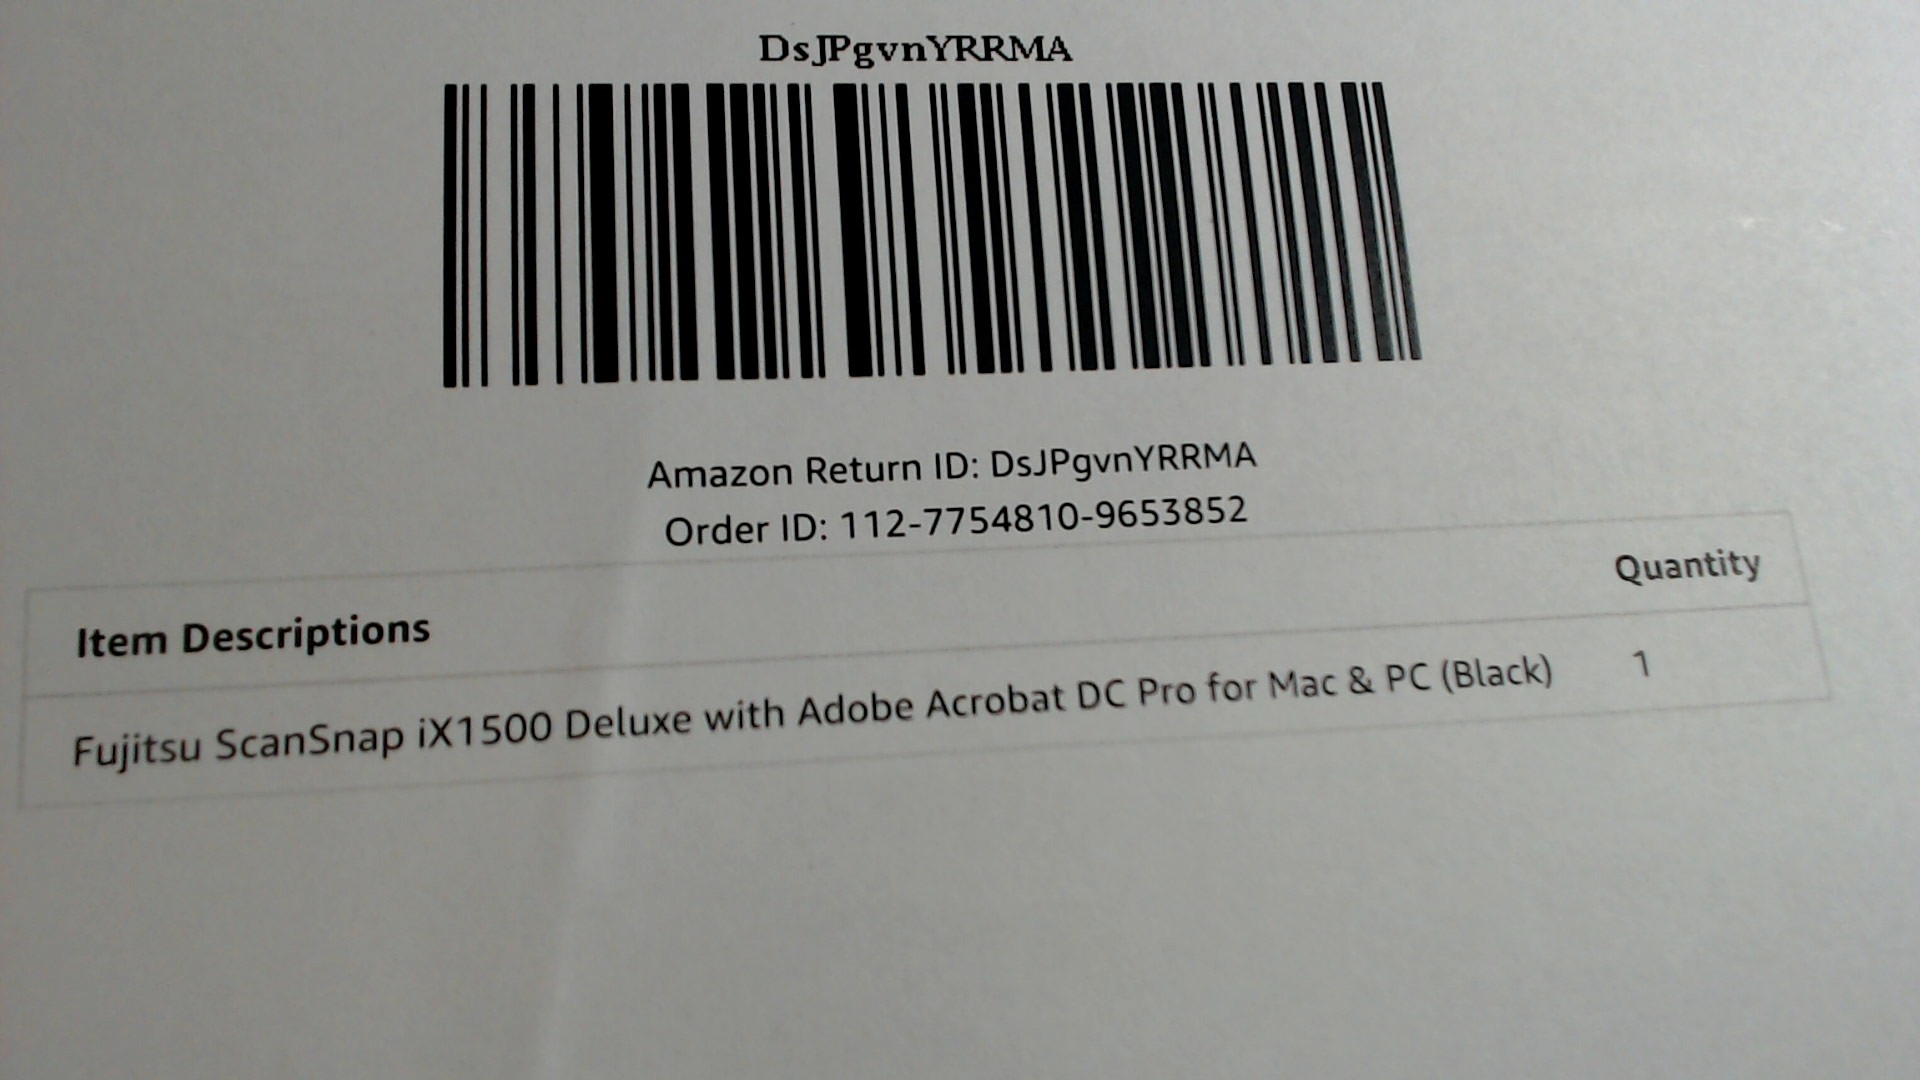 DsJPgvnYRRMA
Amazon Return ID: DsJPgvnYRRMA
Order ID: 112-7754810-9653852
Item Descriptions Quantity
Fujitsu ScanSnap iX1500 Deluxe with Adobe Acrobat DC Pro for Mac & PC (Black) 1